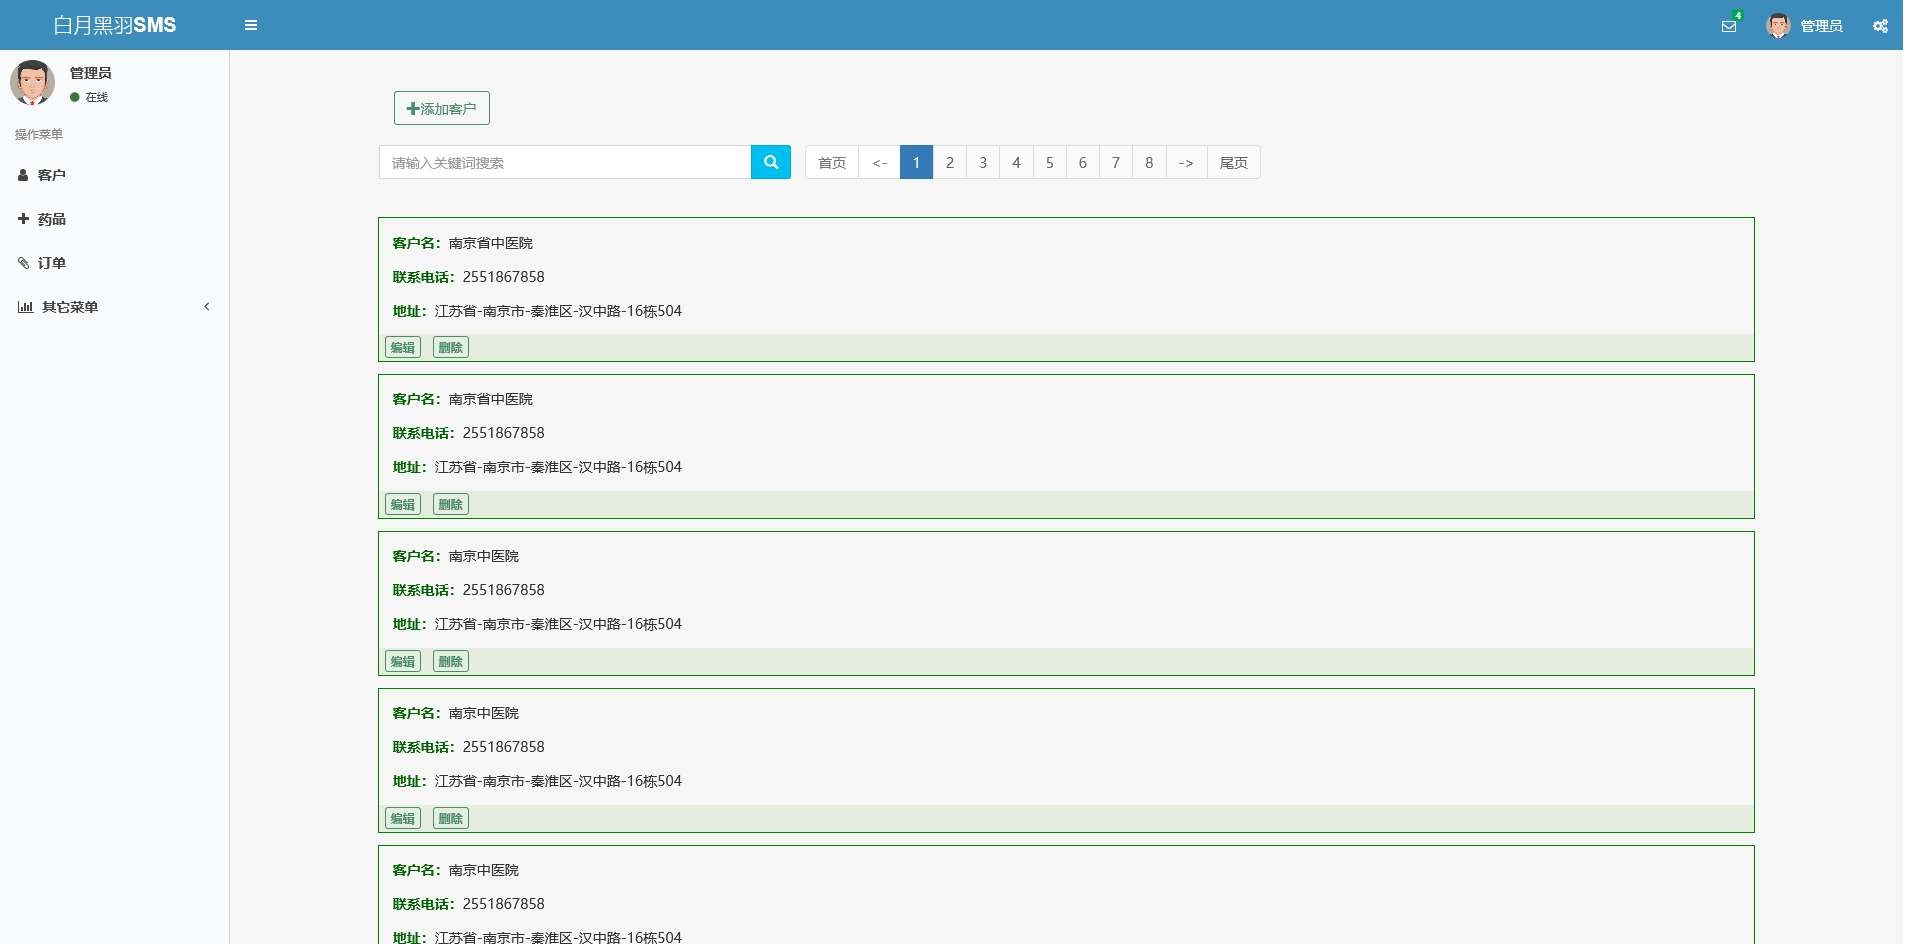 白月黑羽SMS
4
管理员
管理员
在线
操作菜单
客户
药品
订单
其它菜单
添加客户
请输入关键词搜索
首页 <- 1 2 3 4 5 6 7 8 -> 尾页
客户名：南京省中医院
联系电话：2551867858
地址：江苏省-南京市-秦淮区-汉中路-16栋504
编辑 删除
客户名：南京省中医院
联系电话：2551867858
地址：江苏省-南京市-秦淮区-汉中路-16栋504
编辑 删除
客户名：南京中医院
联系电话：2551867858
地址：江苏省-南京市-秦淮区-汉中路-16栋504
编辑 删除
客户名：南京中医院
联系电话：2551867858
地址：江苏省-南京市-秦淮区-汉中路-16栋504
编辑 删除
客户名：南京中医院
联系电话：2551867858
地址：江苏省-南京市-秦淮区-汉中路-16栋504